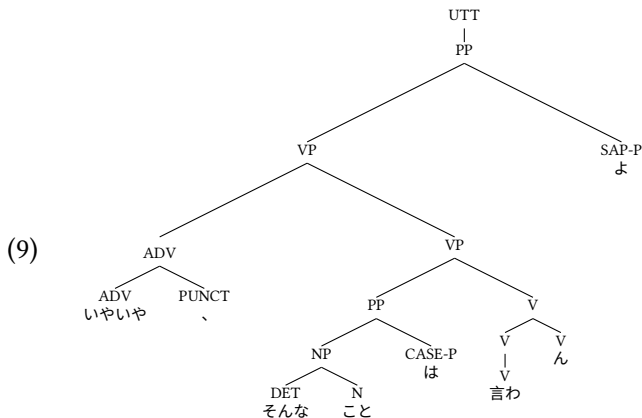 UTT
PP
VP SAP-P
よ
(9)
ADV VP
ADV PUNCT PP V
いやいや 、
NP CASE-P V V
は ん
DET N V
そんな こと 言わ